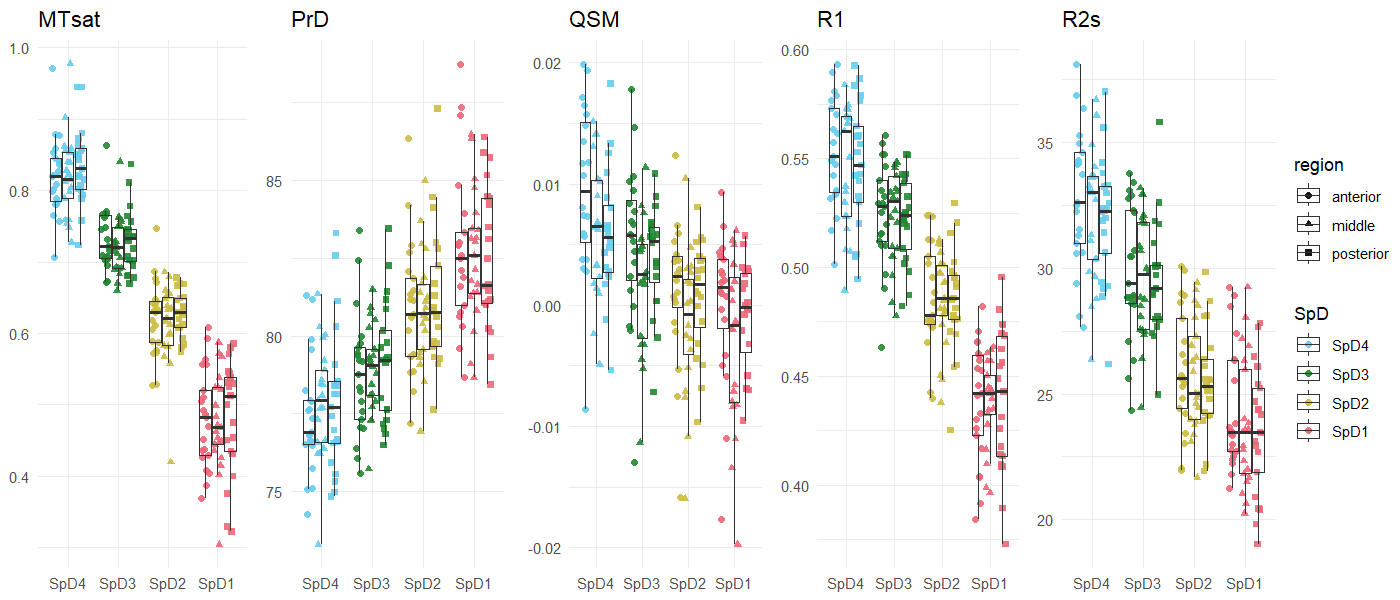 MTsat
PrD
QSM
R1
R2s
1.0
0.8
0.6
0.4
85
80
75
0.02
0.01
0.00
-0.01
-0.02
0.60
0.55
0.50
0.45
0.40
35
30
25
20
SpD4 SpD3 SpD2 SpD1
SpD4 SpD3 SpD2 SpD1
SpD4 SpD3 SpD2 SpD1
SpD4 SpD3 SpD2 SpD1
SpD4 SpD3 SpD2 SpD1
region
anterior
middle
posterior
SpD
SpD4
SpD3
SpD2
SpD1